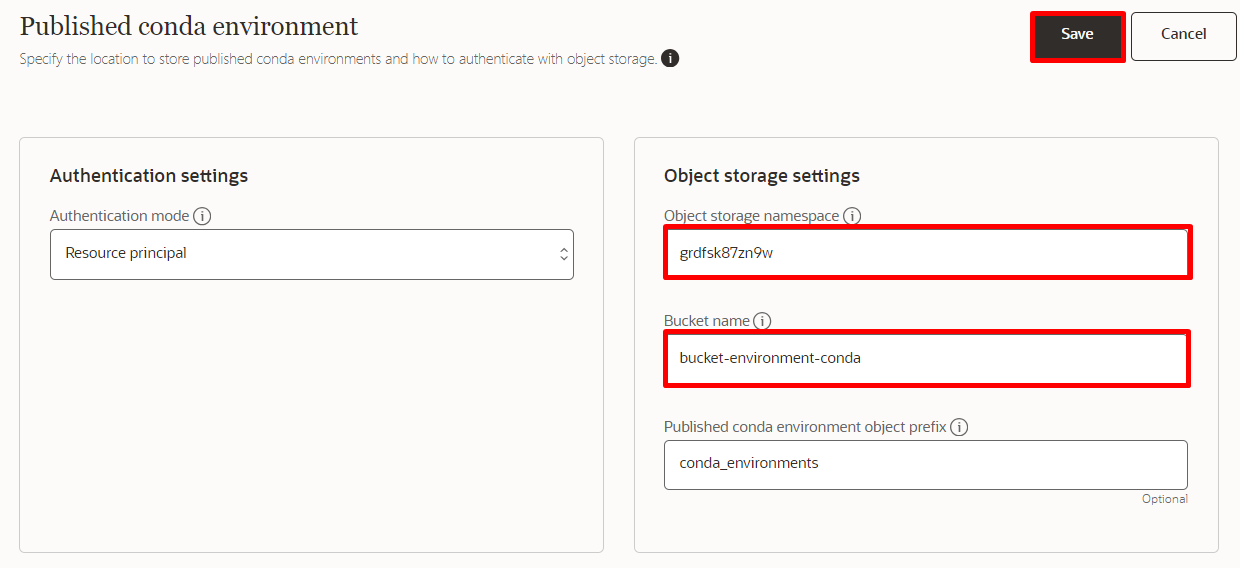 Published conda environment
Save
Cancel
Specify the location to store published conda environments and how to authenticate with object storage.
Authentication settings
Authentication mode
Resource principal
Object storage settings
Object storage namespace
grdfsk87zn9w
Bucket name
bucket-environment-conda
Published conda environment object prefix
conda_environments
Optional